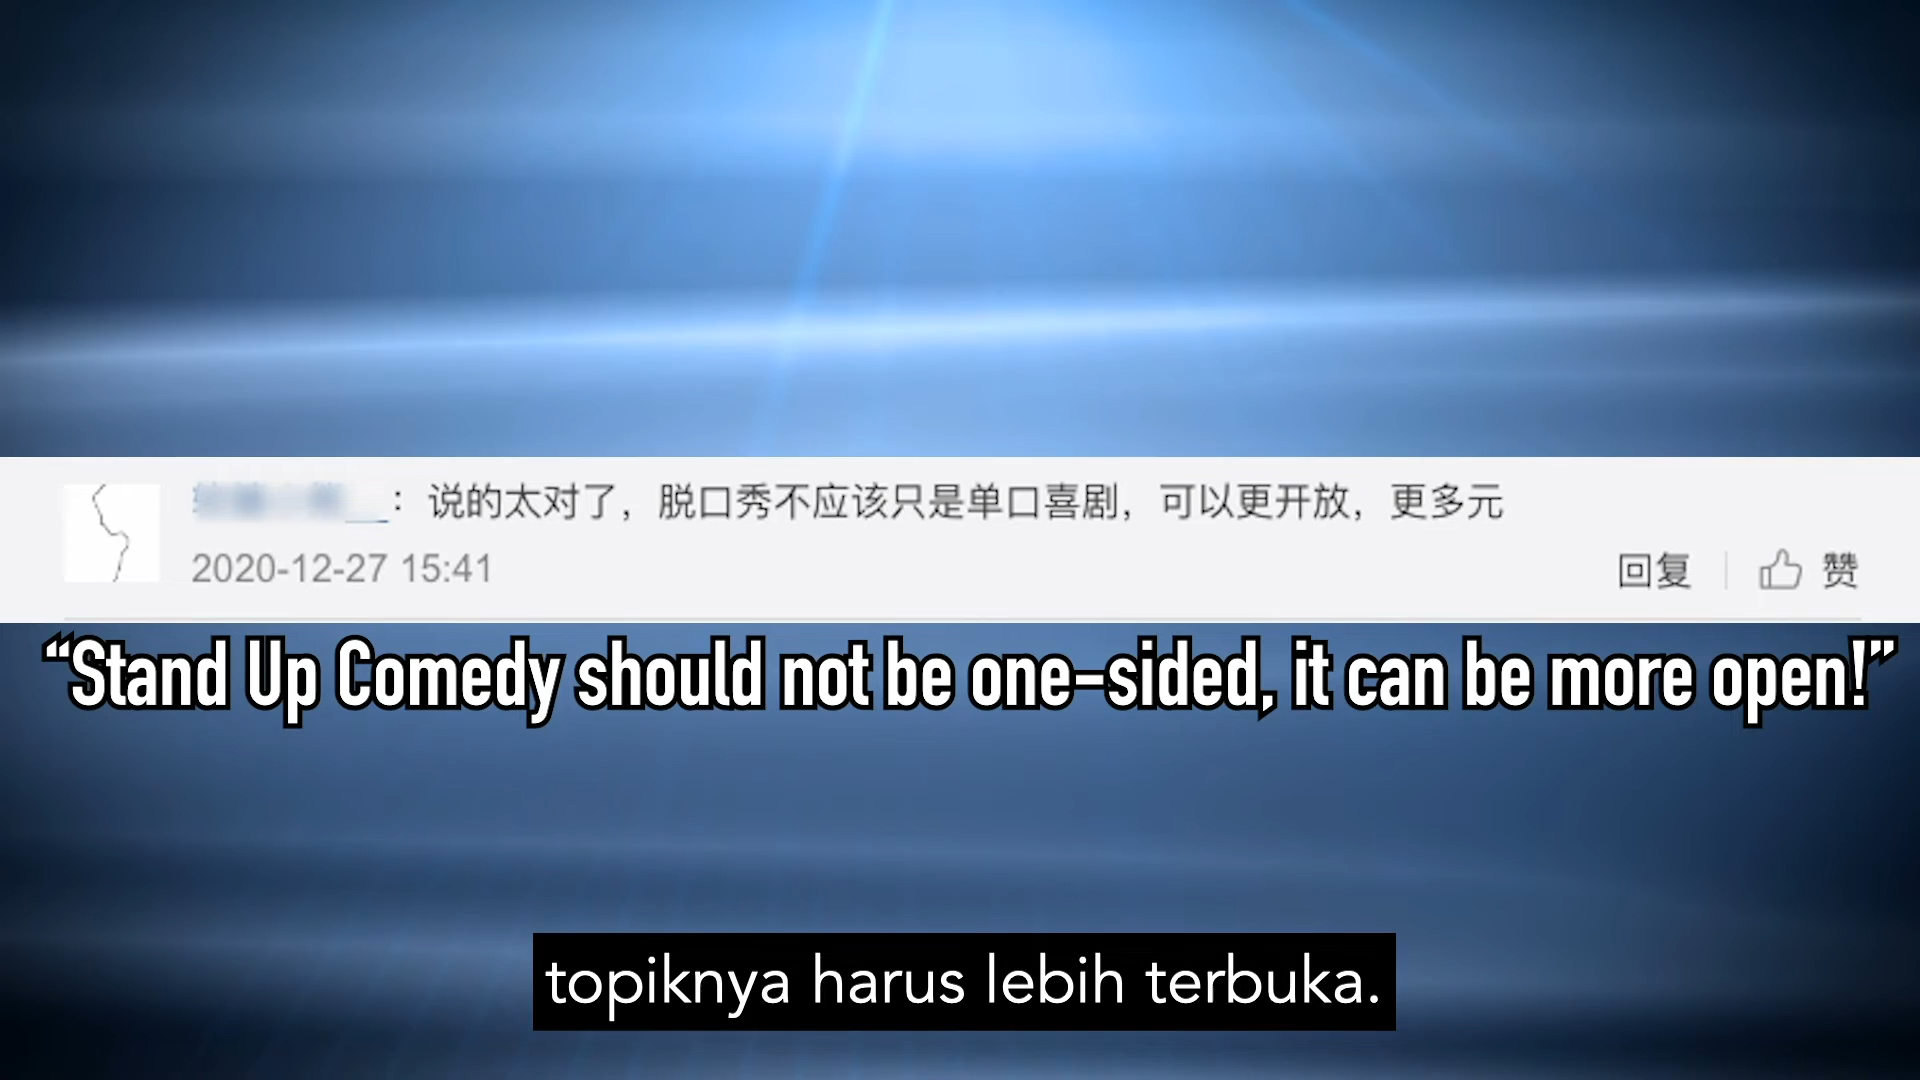 ：说的太对了，脱口秀不应该只是单口喜剧，可以更开放，更多元
2020-12-27 15:41
回复 赞
“Stand Up Comedy should not be one-sided, it can be more open!”
topiknya harus lebih terbuka.